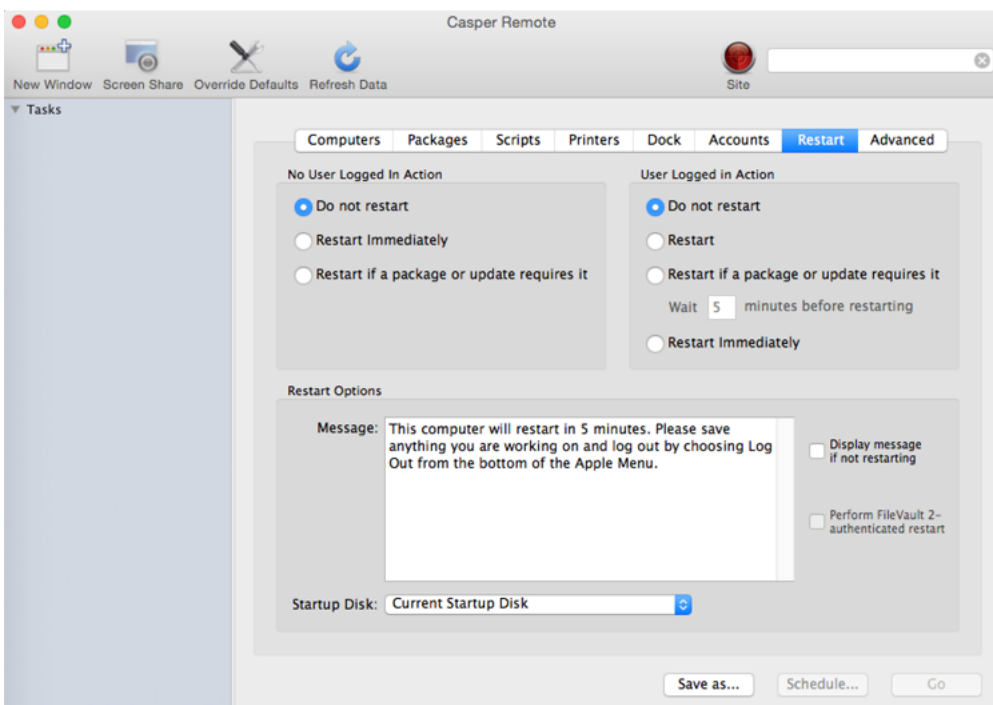 Casper Remote
New Window
Screen Share
Override Defaults
Refresh Data
Site
Tasks
Computers
Packages
Scripts
Printers
Dock
Accounts
Restart
Advanced
No User Logged In Action
Do not restart
Restart Immediately
Restart if a package or update requires it
User Logged in Action
Do not restart
Restart
Restart if a package or update requires it
Wait 5 minutes before restarting
Restart Immediately
Restart Options
Message:
This computer will restart in 5 minutes. Please save
anything you are working on and log out by choosing Log
Out from the bottom of the Apple Menu.
Display message
if not restarting
Perform FileVault 2-
authenticated restart
Startup Disk: Current Startup Disk
Save as...
Schedule...
Go